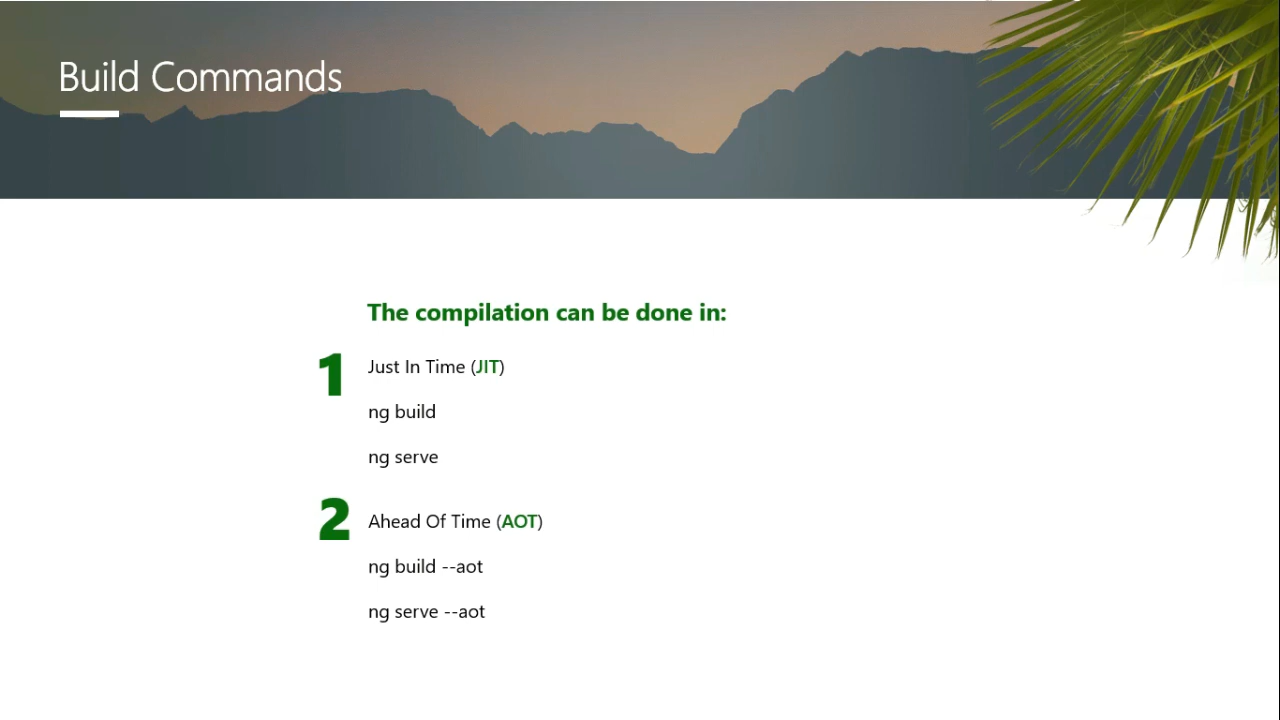 Build Commands
The compilation can be done in:
1 Just In Time (JIT)
ng build
ng serve
2 Ahead Of Time (AOT)
ng build --aot
ng serve --aot